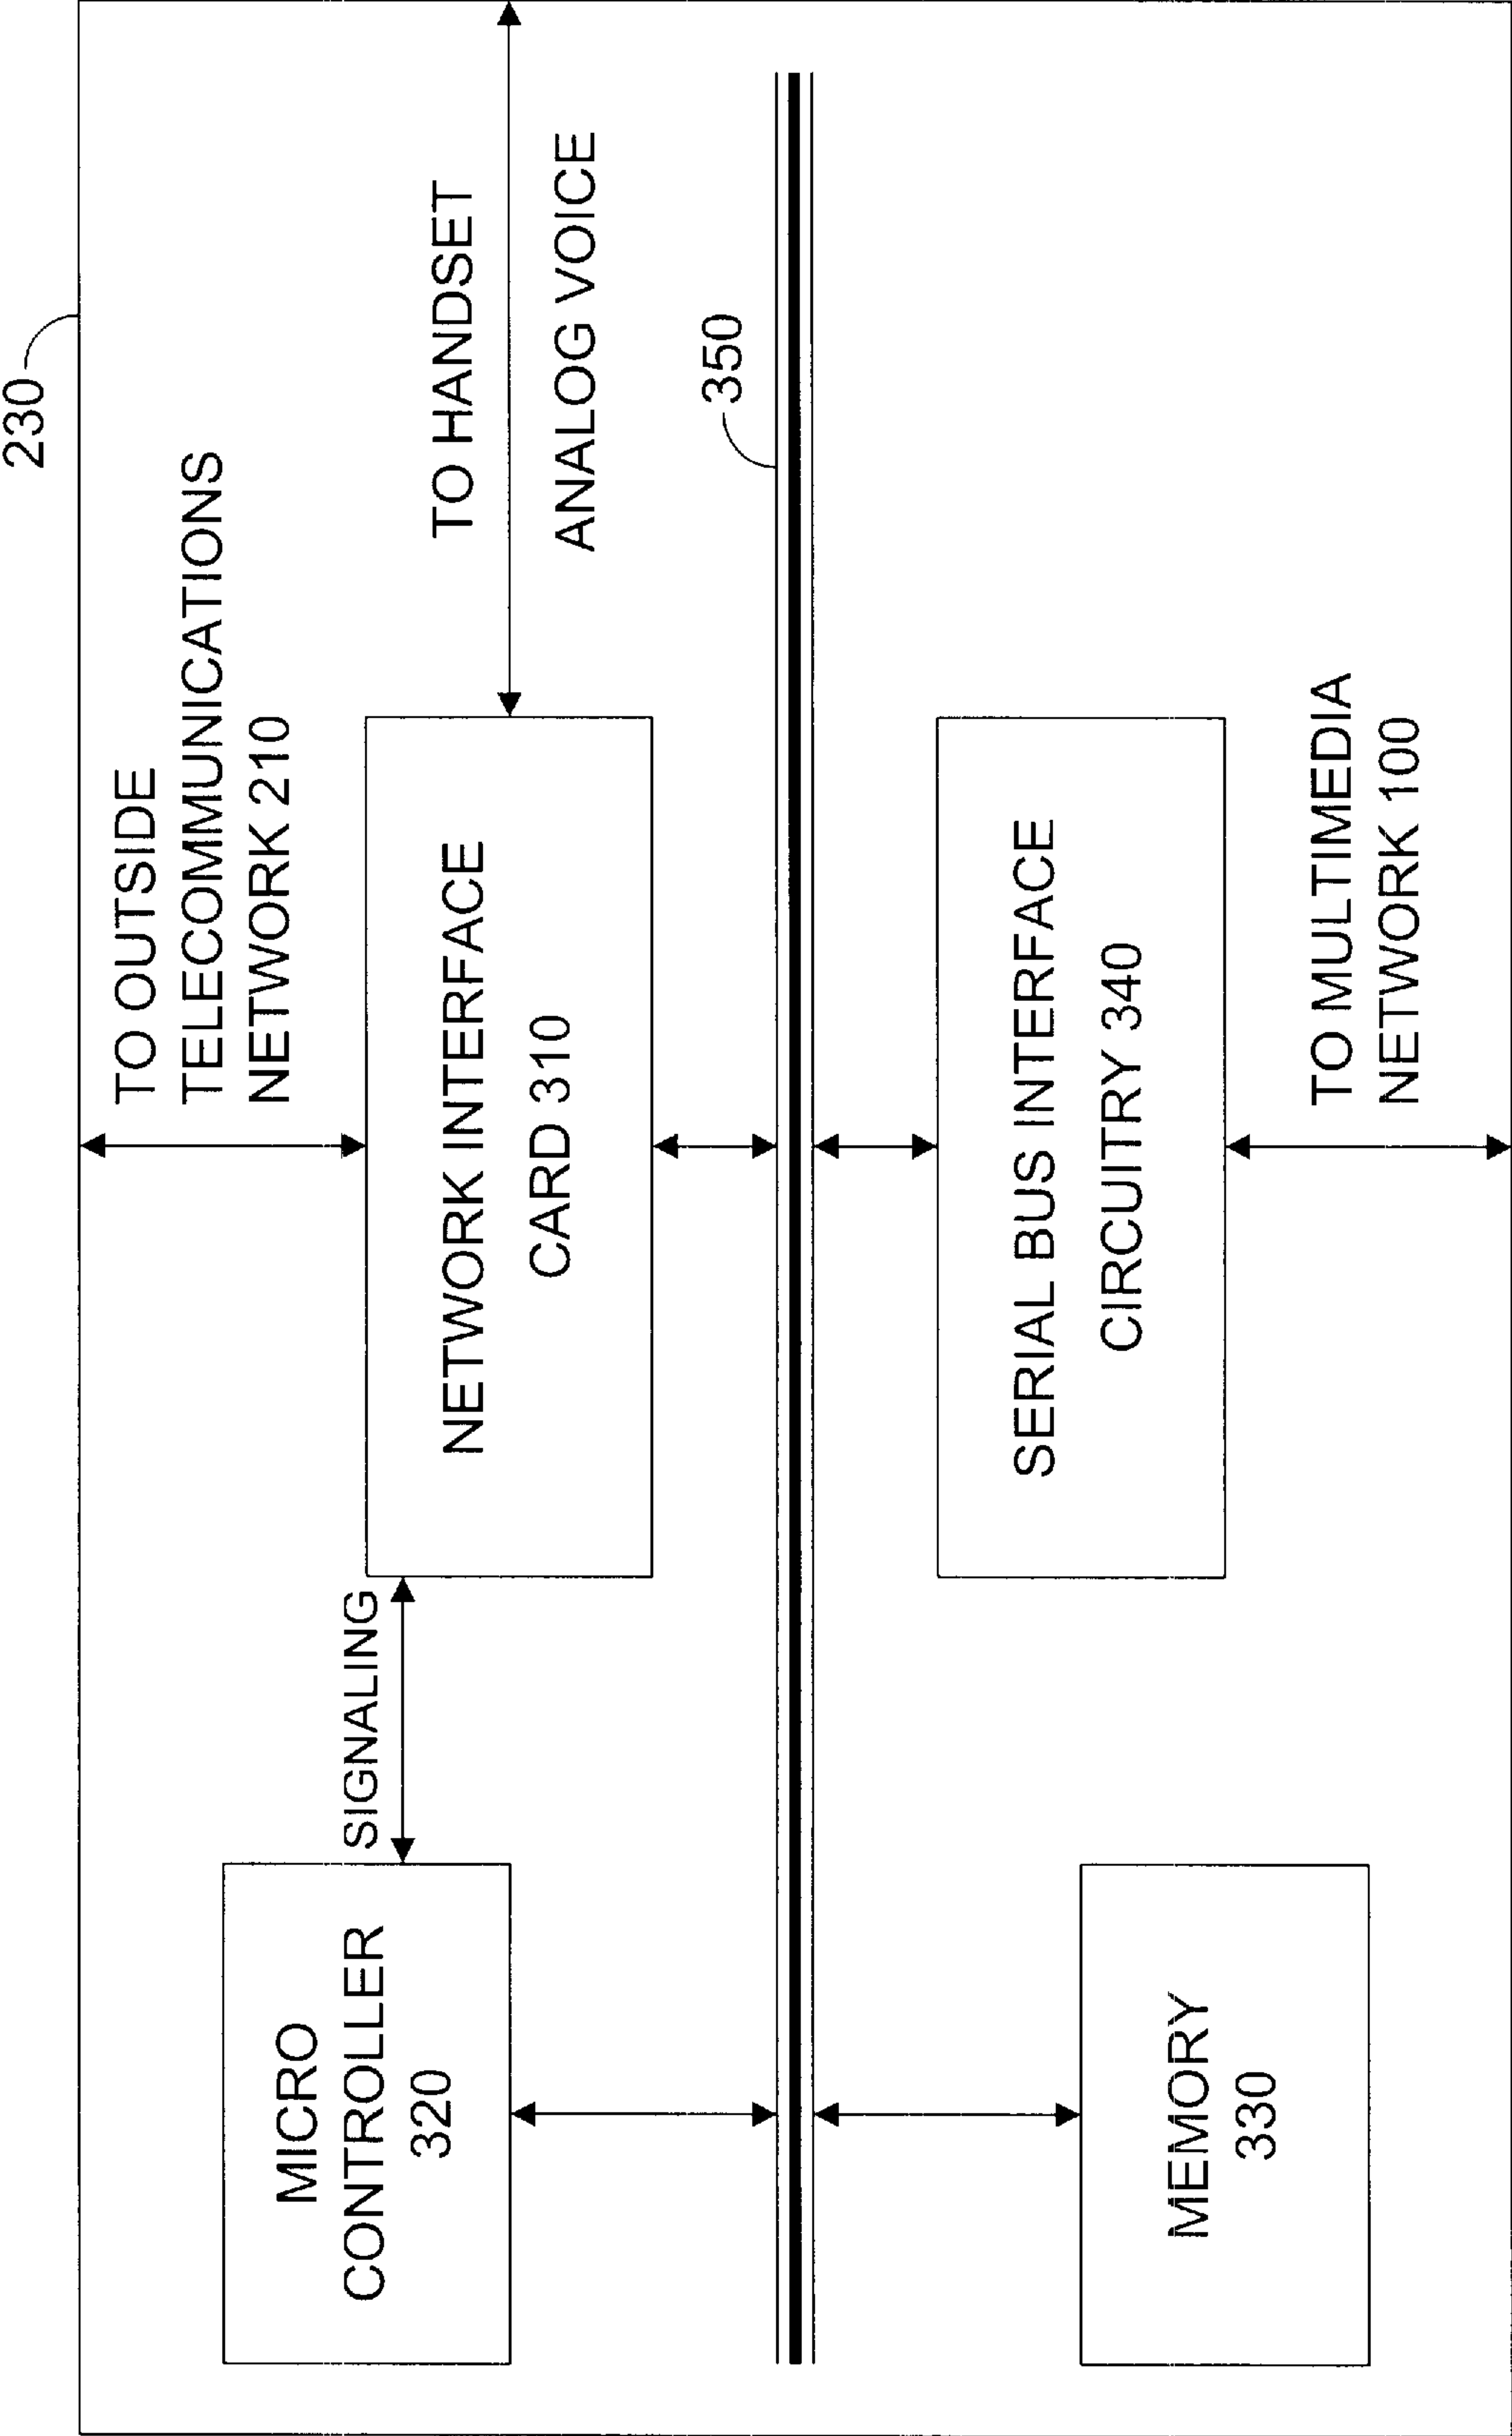 230
TO OUTSIDE
TELECOMMUNICATIONS
NETWORK 210
TO HANDSET
ANALOG VOICE
SIGNALING
MICRO
CONTROLLER
320
NETWORK INTERFACE
CARD 310
350
SERIAL BUS INTERFACE
CIRCUITRY 340
MEMORY
330
TO MULTIMEDIA
NETWORK 100